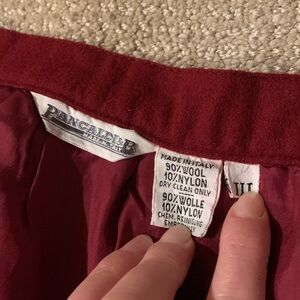 PANCALDI & B
MADE IN ITALY
90% WOOL
10% NYLON
DRY CLEAN ONLY
90% WOLLE
10% NYLON
CHEM. REINIGUNG